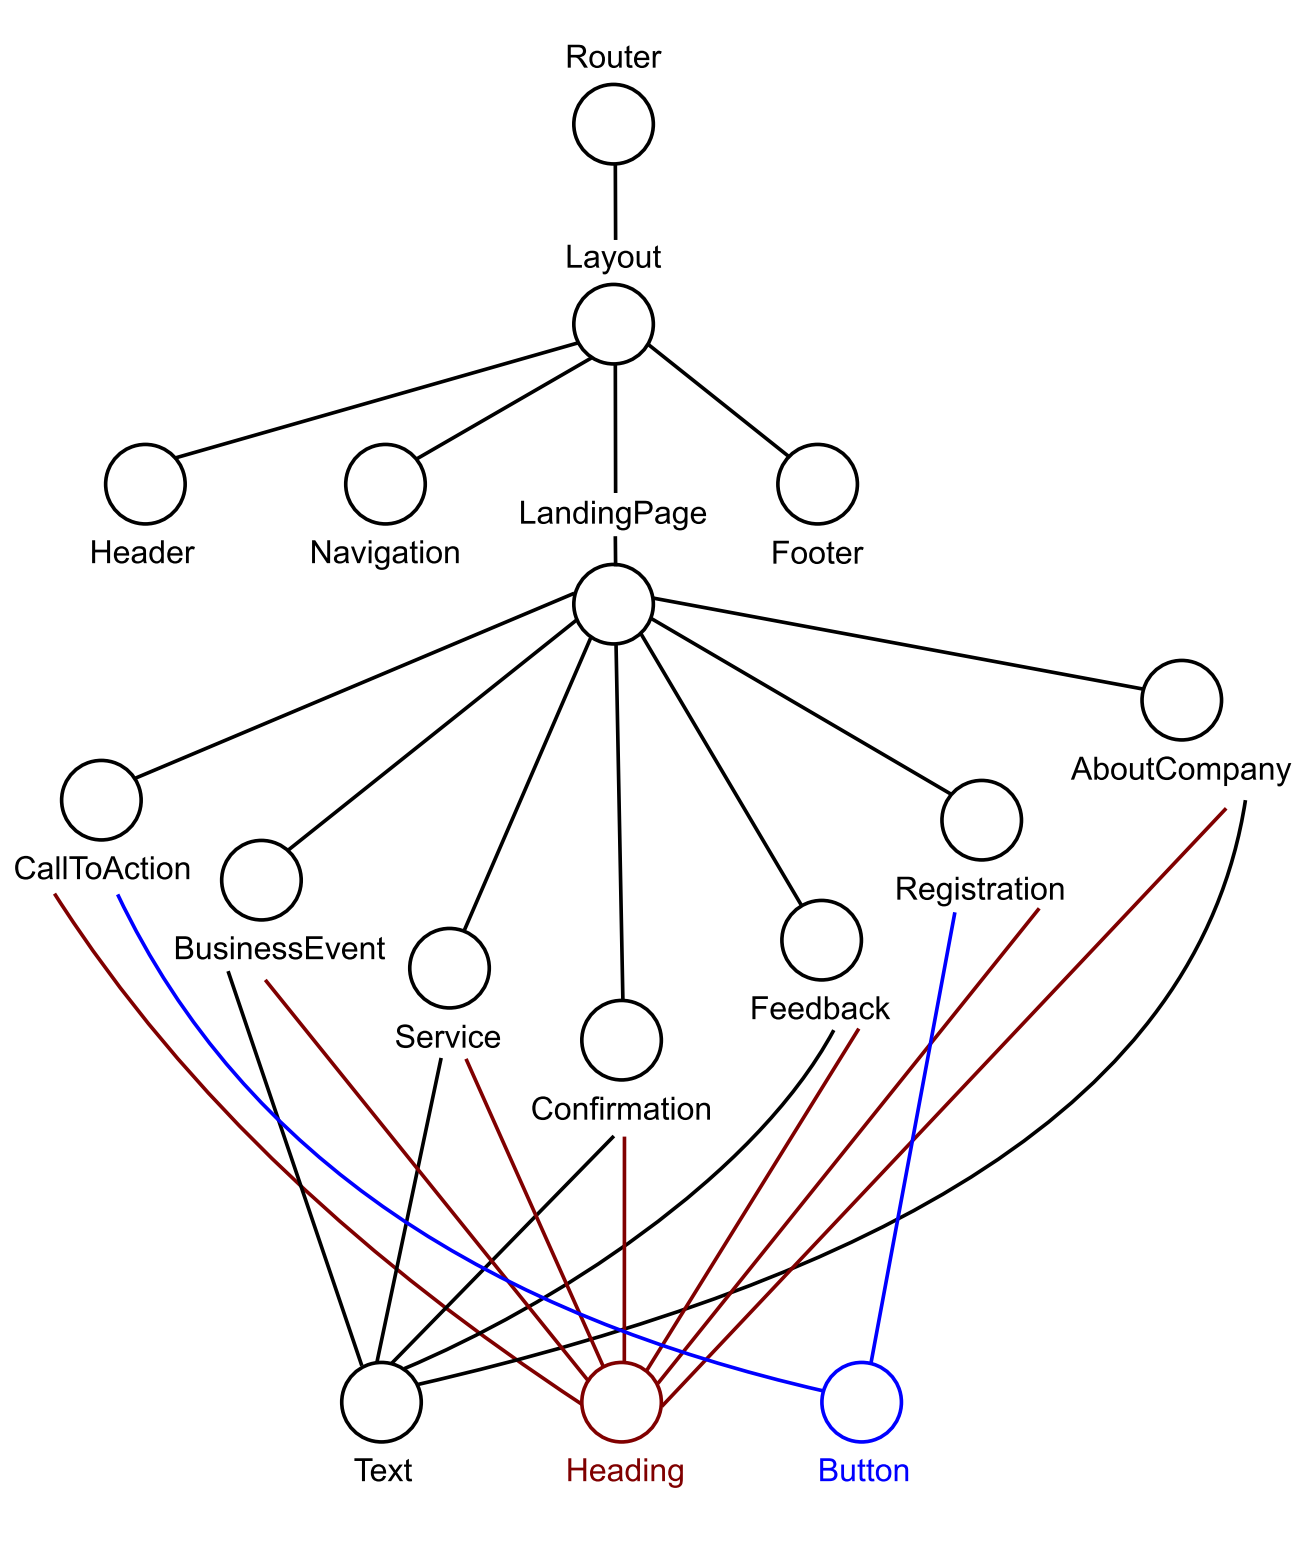 Router
Layout
LandingPage
Header
Navigation
Footer
AboutCompany
CallToAction
Registration
BusinessEvent
Feedback
Service
Confirmation
Text
Heading
Button